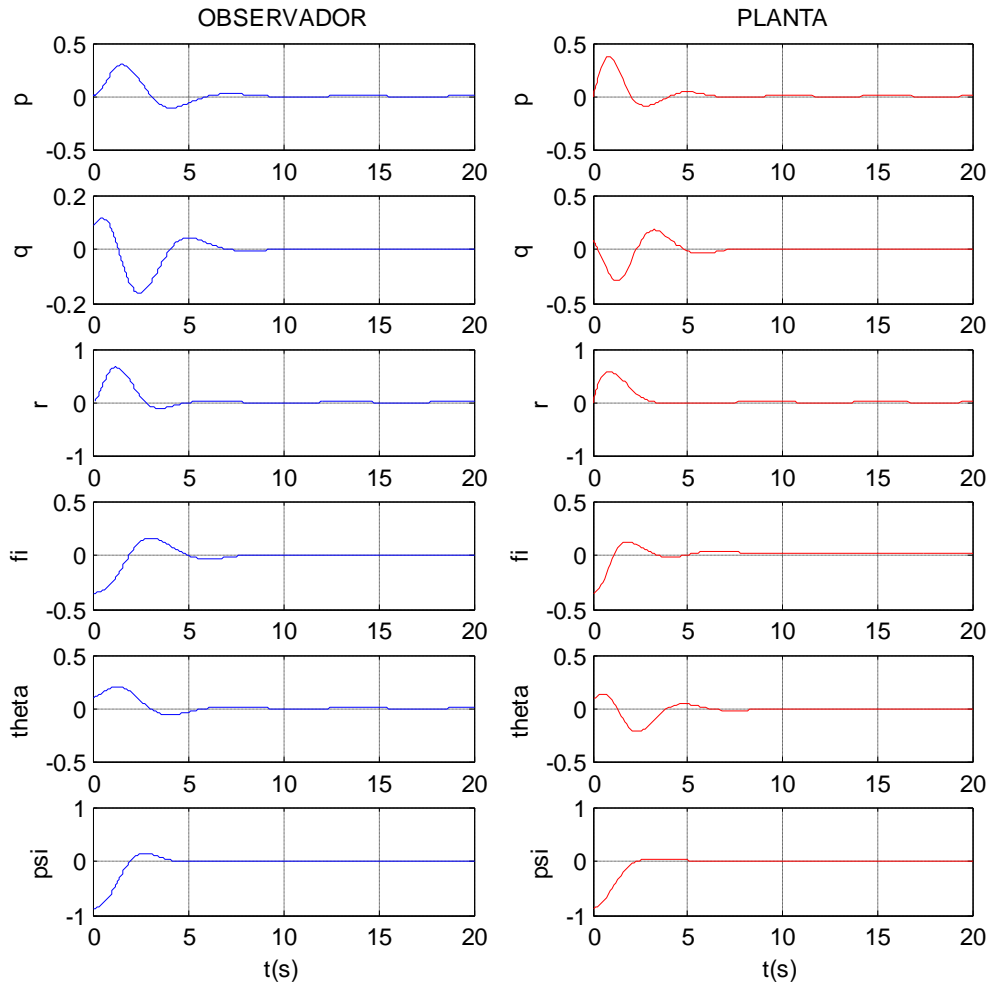 OBSERVADOR PLANTA
0.5 0.5
p 0 p 0
-0.5 -0.5
0 5 10 15 20 0 5 10 15 20
0.2 0.5
q 0 q 0
-0.2 -0.5
0 5 10 15 20 0 5 10 15 20
1 1
r 0 r 0
-1 -1
0 5 10 15 20 0 5 10 15 20
0.5 0.5
fi 0 fi 0
-0.5 -0.5
0 5 10 15 20 0 5 10 15 20
0.5 0.5
theta 0 theta 0
-0.5 -0.5
0 5 10 15 20 0 5 10 15 20
1 1
psi 0 psi 0
-1 -1
0 5 10 15 20 0 5 10 15 20
t(s) t(s)